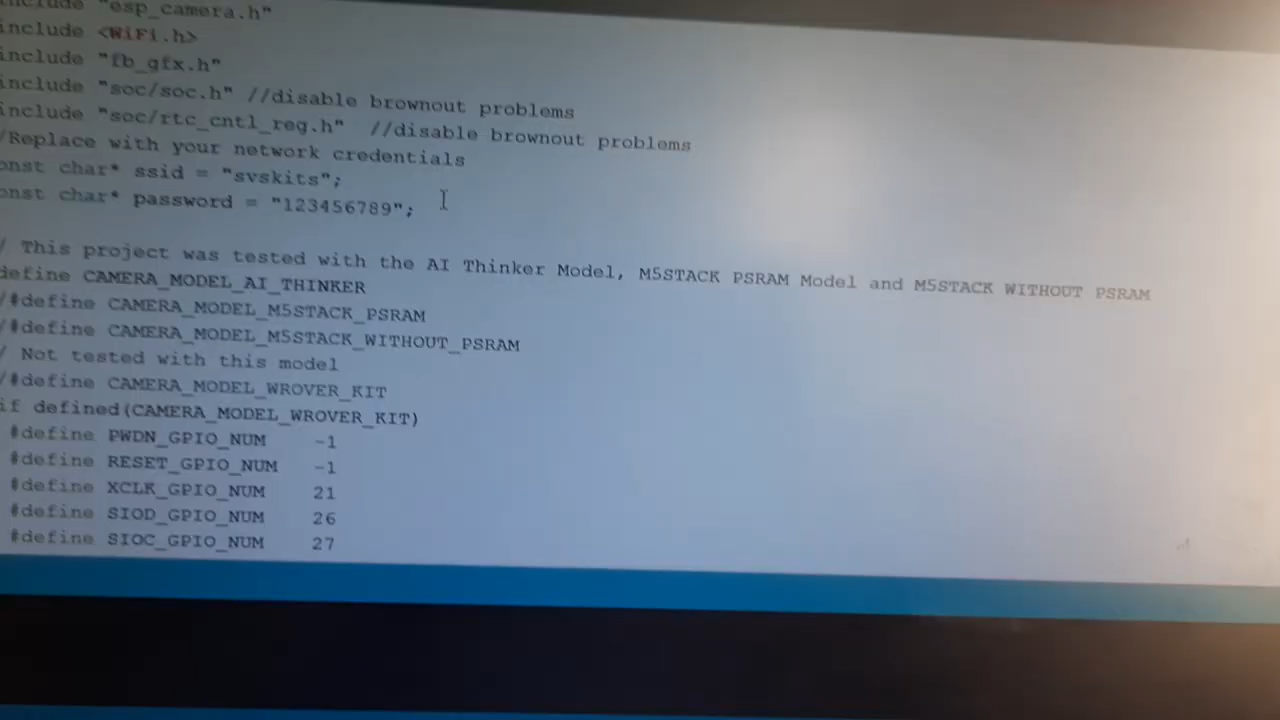 include "esp_camera.h"
include <WiFi.h>
include "fb_gfx.h"
include "soc/soc.h" //disable brownout problems
include "soc/rtc_cntl_reg.h"  //disable brownout problems
/Replace with your network credentials
onst char* ssid = "svskits";
onst char* password = "123456789";
/ This project was tested with the AI Thinker Model, M5STACK PSRAM Model and M5STACK WITHOUT PSRAM
define CAMERA_MODEL_AI_THINKER
/#define CAMERA_MODEL_M5STACK_PSRAM
/#define CAMERA_MODEL_M5STACK_WITHOUT_PSRAM
/ Not tested with this model
/#define CAMERA_MODEL_WROVER_KIT
if defined(CAMERA_MODEL_WROVER_KIT)
#define PWDN_GPIO_NUM    -1
#define RESET_GPIO_NUM   -1
#define XCLK_GPIO_NUM    21
#define SIOD_GPIO_NUM    26
#define SIOC_GPIO_NUM    27